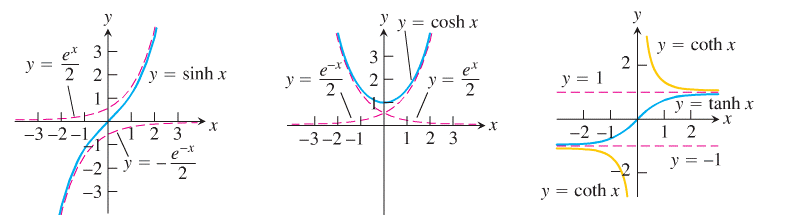 y
3
2
1
-3 -2 -1
1 2 3
x
-1
-2
-3
y = e^x/2
y = sinh x
y = -e^-x/2
y
y = cosh x
3
2
1
y = e^-x/2
y = e^x/2
-3 -2 -1
1 2 3
x
y
y = coth x
2
y = 1
y = tanh x
x
-2 -1
1 2
y = -1
-2
y = coth x